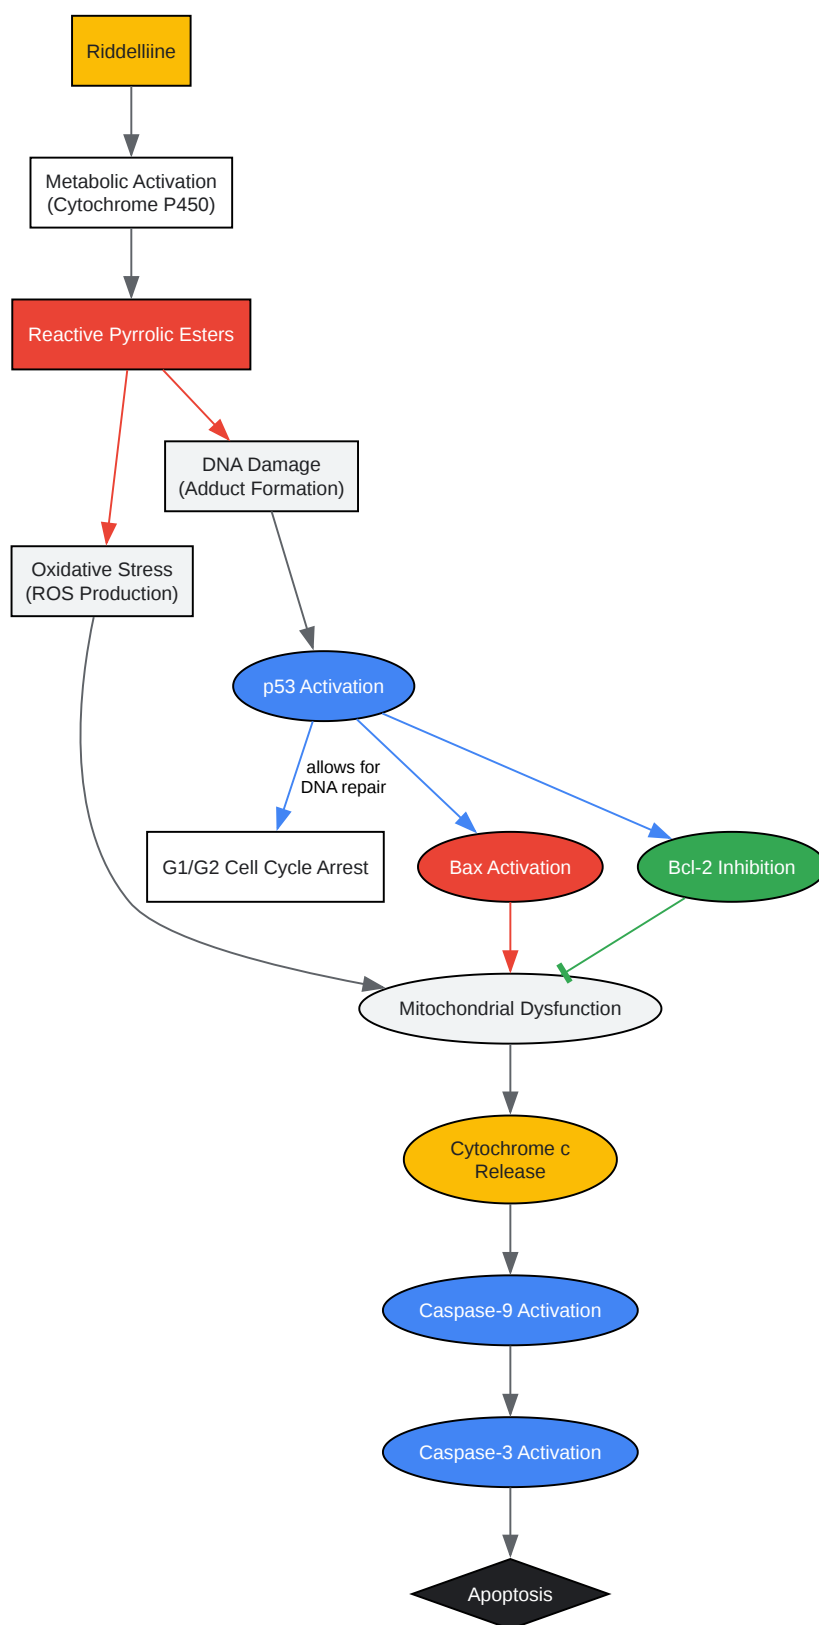 Riddelliine
Metabolic Activation
(Cytochrome P450)
Reactive Pyrrolic Esters
DNA Damage
(Adduct Formation)
Oxidative Stress
(ROS Production)
p53 Activation
allows for
DNA repair
G1/G2 Cell Cycle Arrest
Bax Activation
Bcl-2 Inhibition
Mitochondrial Dysfunction
Cytochrome c
Release
Caspase-9 Activation
Caspase-3 Activation
Apoptosis